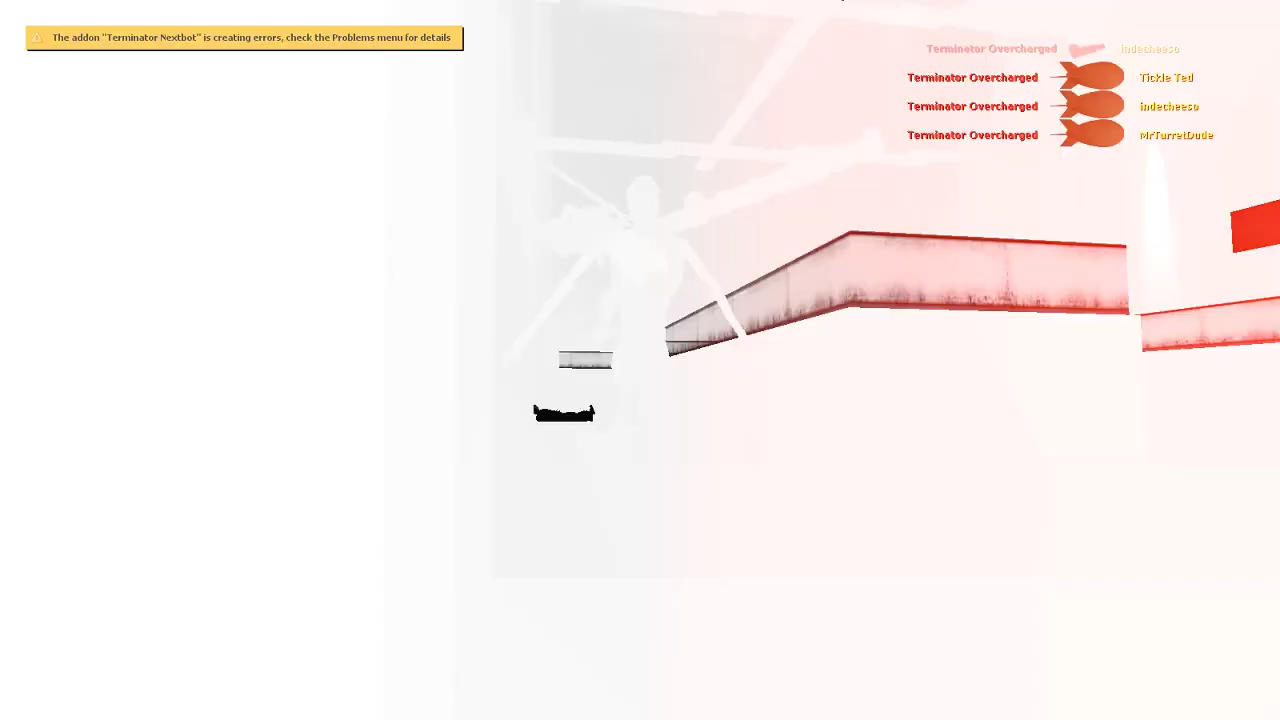 The addon "Terminator Nextbot" is creating errors, check the Problems menu for details
Terminator Overcharged indecheeso
Terminator Overcharged Tickle Ted
Terminator Overcharged indecheeso
Terminator Overcharged MrTurretDude